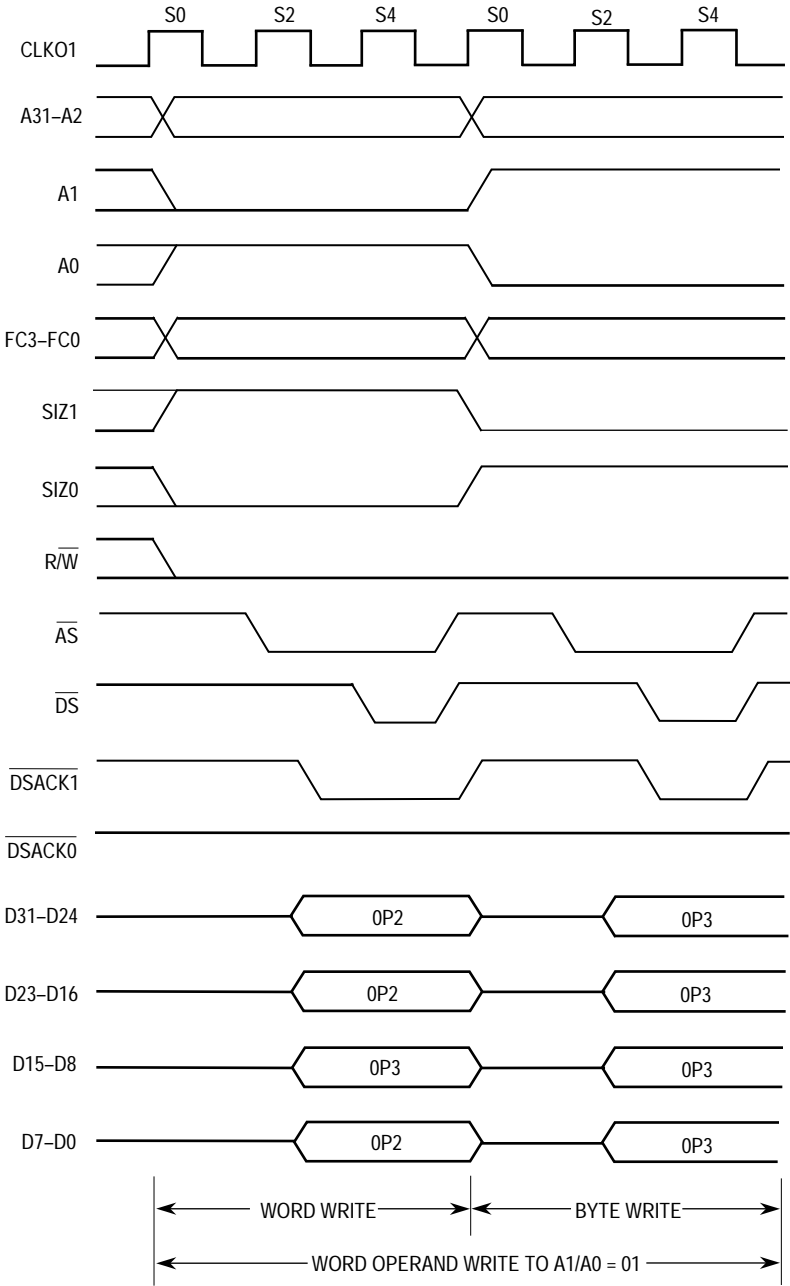 S0 S2 S4 S0 S2 S4
CLKO1
A31–A2
A1
A0
FC3–FC0
SIZ1
SIZ0
R/W
AS
DS
DSACK1
DSACK0
D31–D24 0P2 0P3
D23–D16 0P2 0P3
D15–D8 0P3 0P3
D7–D0 0P2 0P3
WORD WRITE BYTE WRITE
WORD OPERAND WRITE TO A1/A0 = 01